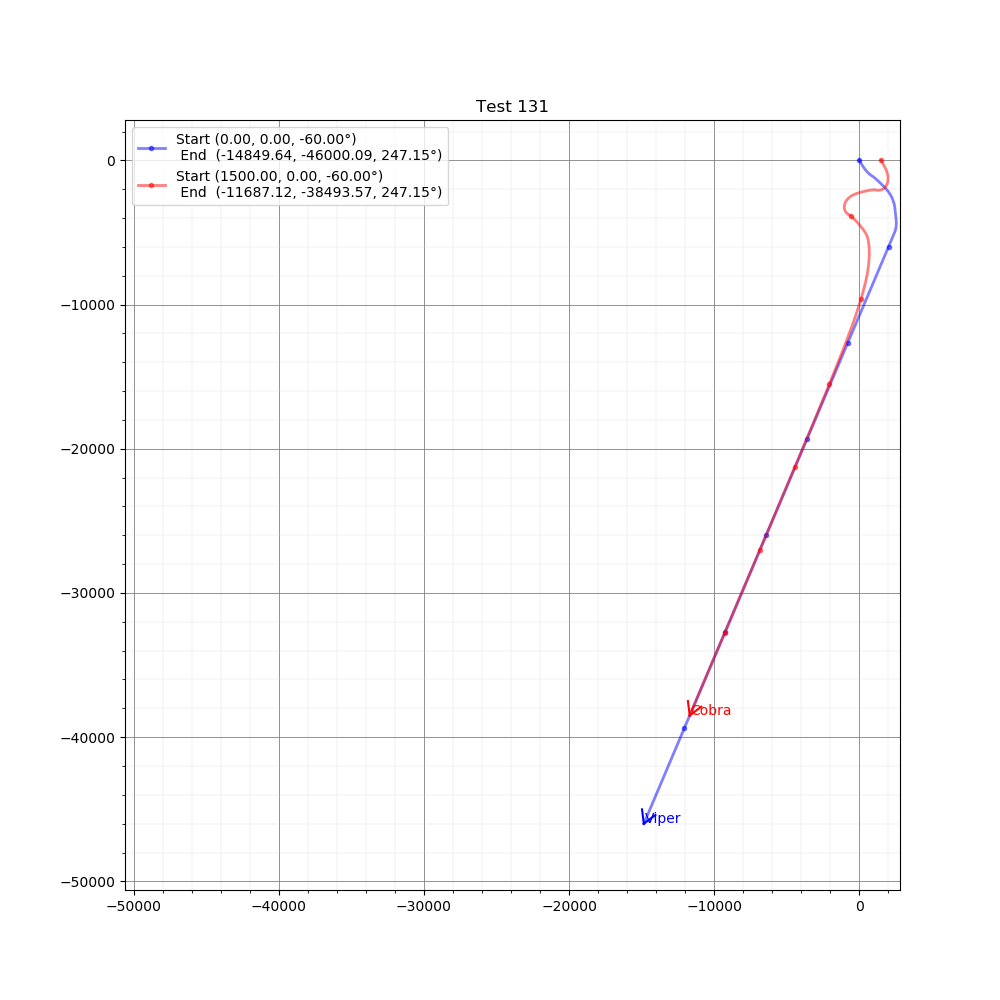 Test 131
Start (0.00, 0.00, -60.00°)
End (-14849.64, -46000.09, 247.15°)
Start (1500.00, 0.00, -60.00°)
End (-11687.12, -38493.57, 247.15°)
0
−10000
−20000
−30000
−40000
−50000
Cobra
Viper
−50000
−40000
−30000
−20000
−10000
0